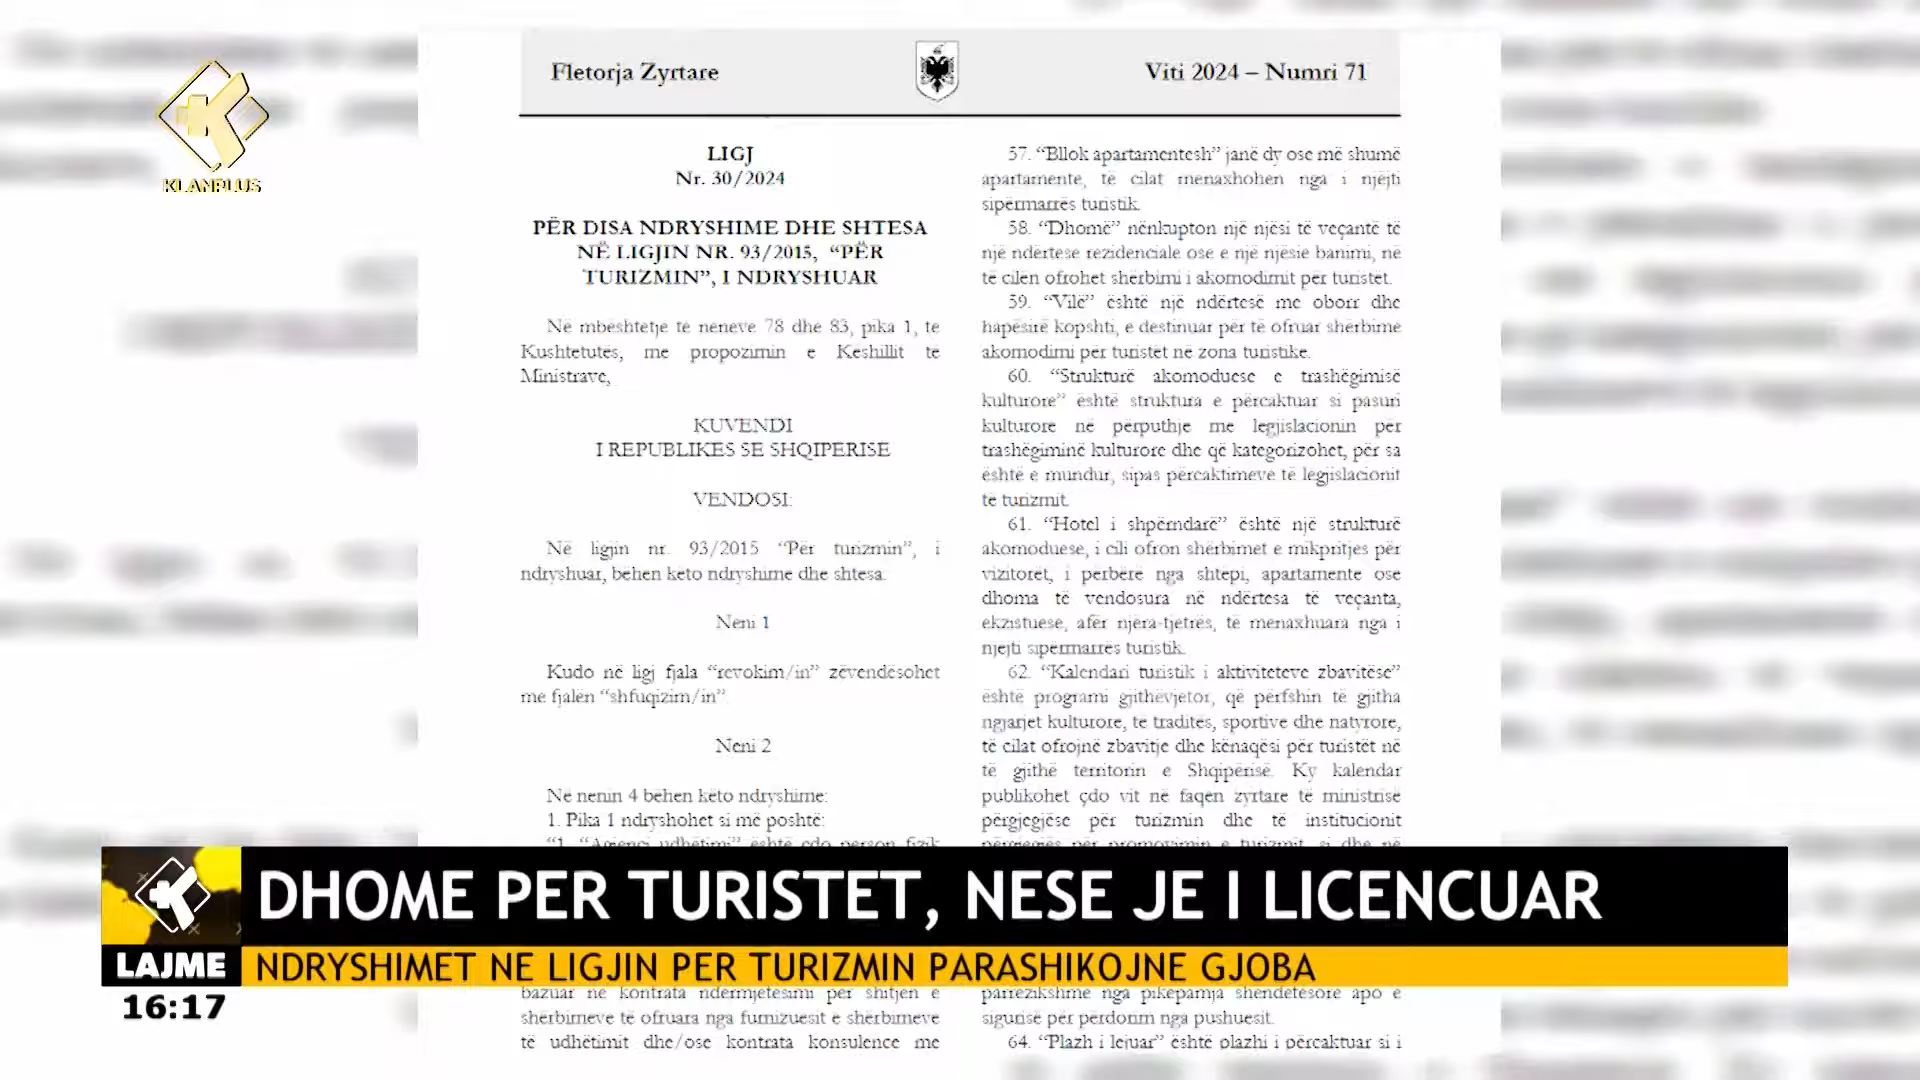 Fletorja Zyrtare
Viti 2024 – Numri 71
KLANPLUS
LIGJ
Nr. 30/2024
PËR DISA NDRYSHIME DHE SHTESA
NË LIGJIN NR. 93/2015, “PËR
TURIZMIN”, I NDRYSHUAR
Në mbështetje të neneve 78 dhe 83, pika 1, të
Kushtetutës, me propozimin e Këshillit të
Ministrave,
KUVENDI
I REPUBLIKËS SË SHQIPËRISË
VENDOSI:
Në ligjin nr. 93/2015 “Për turizmin”, i
ndryshuar, bëhen këto ndryshime dhe shtesa:
Neni 1
Kudo në ligj fjala “revokim/in” zëvendësohet
me fjalën “shfuqizim/in”.
Neni 2
Në nenin 4 bëhen këto ndryshime:
1. Pika 1 ndryshohet si më poshtë:
“1. “Agjenci udhëtimi” është çdo person fizik
bazuar në kontrata ndërmjetësimi për shitjen e
shërbimeve të ofruara nga furnizuesit e shërbimeve
të udhëtimit dhe/ose kontrata konsulence me
57. “Bllok apartamentesh” janë dy ose më shumë
apartamente, të cilat menaxhohen nga i njëjti
sipërmarrës turistik.
58. “Dhomë” nënkupton një njësi të veçantë të
një ndërtese rezidenciale ose e një njësie banimi, në
të cilën ofrohet shërbimi i akomodimit për turistët.
59. “Vilë” është një ndërtesë me oborr dhe
hapësirë kopshti, e destinuar për të ofruar shërbime
akomodimi për turistët në zona turistike.
60. “Strukturë akomoduese e trashëgimisë
kulturore” është struktura e përcaktuar si pasuri
kulturore në përputhje me legjislacionin për
trashëgiminë kulturore dhe që kategorizohet, për sa
është e mundur, sipas përcaktimeve të legjislacionit
të turizmit.
61. “Hotel i shpërndarë” është një strukturë
akomoduese, i cili ofron shërbimet e mikpritjes për
vizitorët, i përbërë nga shtëpi, apartamente ose
dhoma të vendosura në ndërtesa të veçanta,
ekzistuese, afër njëra-tjetrës, të menaxhuara nga i
njëjti sipërmarrës turistik.
62. “Kalendari turistik i aktiviteteve zbavitëse”
është programi gjithëvjetor, që përfshin të gjitha
ngjarjet kulturore, të traditës, sportive dhe natyrore,
të cilat ofrojnë zbavitje dhe kënaqësi për turistët në
të gjithë territorin e Shqipërisë. Ky kalendar
publikohet çdo vit në faqen zyrtare të ministrisë
përgjegjëse për turizmin dhe të institucionit
përgjegjës për promovimin e turizmit, si dhe në
parrezikshme nga pikëpamja shëndetësore apo e
sigurisë për përdorim nga pushuesit.
64. “Plazh i lejuar” është plazhi i përcaktuar si i
DHOME PER TURISTET, NESE JE I LICENCUAR
LAJME
NDRYSHIMET NE LIGJIN PER TURIZMIN PARASHIKOJNE GJOBA
16:17